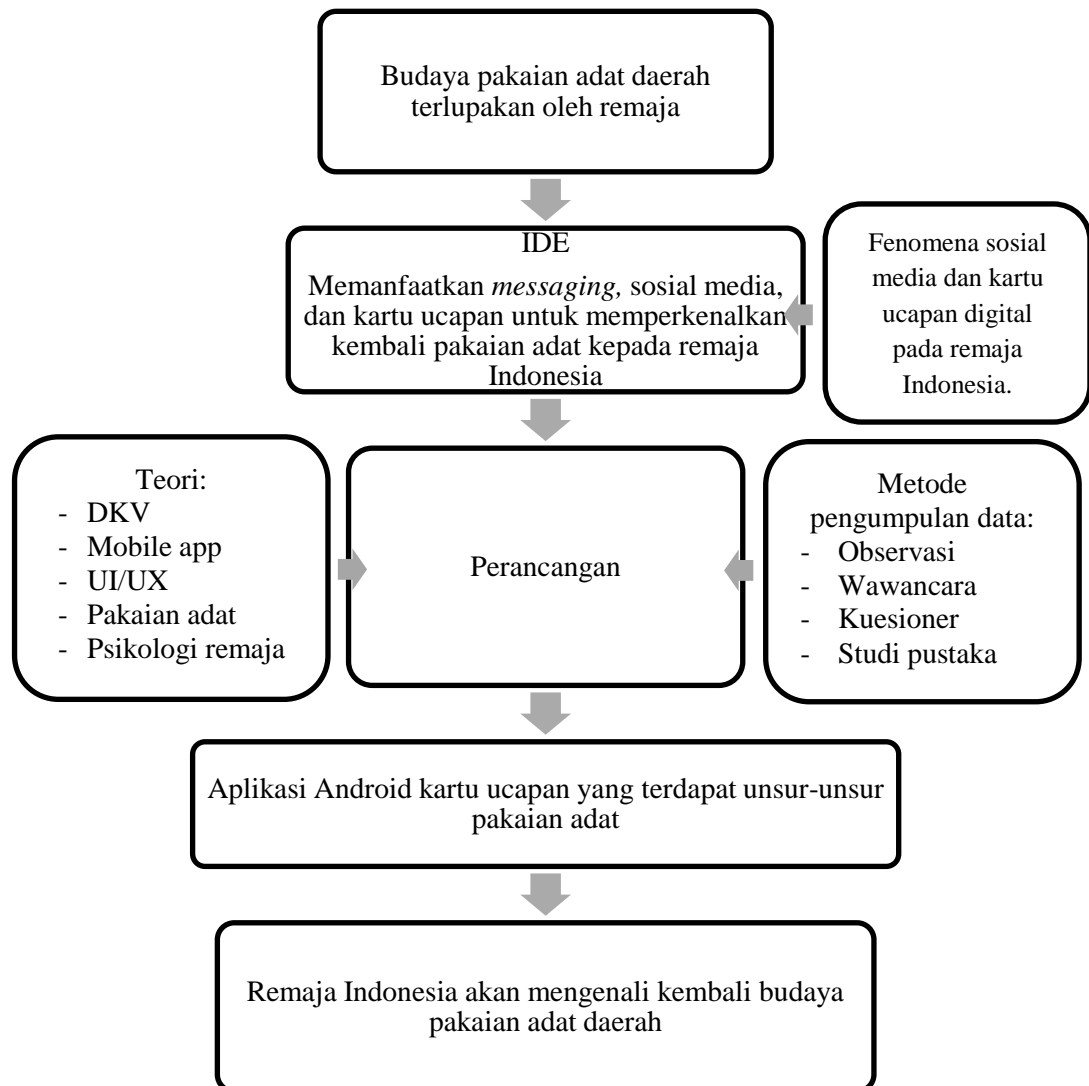 Budaya pakaian adat daerah
terlupakan oleh remaja
IDE
Memanfaatkan messaging, sosial media,
dan kartu ucapan untuk memperkenalkan
kembali pakaian adat kepada remaja
Indonesia
Fenomena sosial
media dan kartu
ucapan digital
pada remaja
Indonesia.
Teori:
- DKV
- Mobile app
- UI/UX
- Pakaian adat
- Psikologi remaja
Perancangan
Metode
pengumpulan data:
- Observasi
- Wawancara
- Kuesioner
- Studi pustaka
Aplikasi Android kartu ucapan yang terdapat unsur-unsur
pakaian adat
Remaja Indonesia akan mengenali kembali budaya
pakaian adat daerah